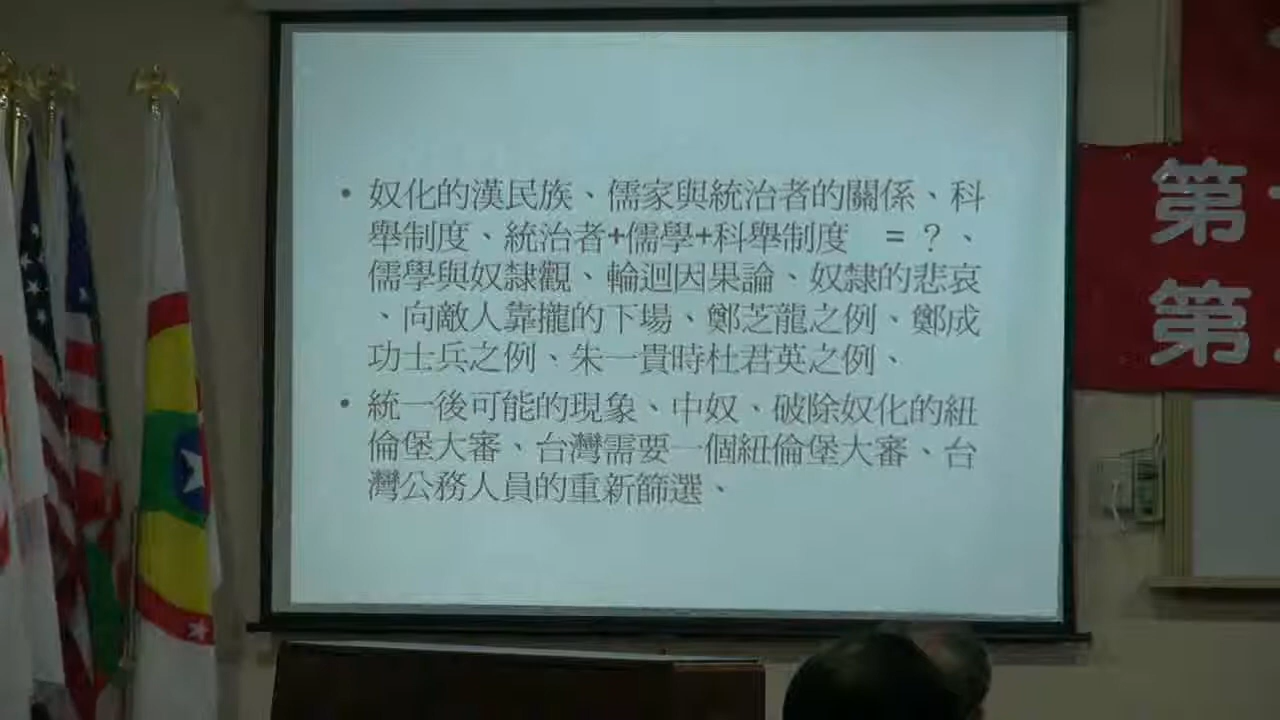 • 奴化的漢民族、儒家與統治者的關係、科
舉制度、統治者+儒學+科舉制度　= ？、
儒學與奴隸觀、輪迴因果論、奴隸的悲哀
、向敵人靠攏的下場、鄭芝龍之例、鄭成
功士兵之例、朱一貴時杜君英之例、
• 統一後可能的現象、中奴、破除奴化的紐
倫堡大審、台灣需要一個紐倫堡大審、台
灣公務人員的重新篩選、
第
第